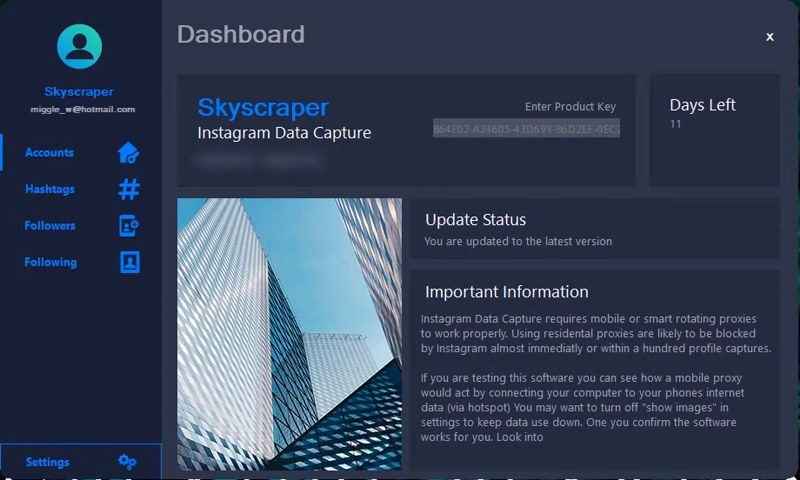 Dashboard
x
Skyscraper
miggle_w@hotmail.com
Accounts
Hashtags
Followers
Following
Settings
Skyscraper
Instagram Data Capture
Enter Product Key
B64E02-A24605-43D699-86D2EF-0EC2
Days Left
11
Update Status
You are updated to the latest version
Important Information
Instagram Data Capture requires mobile or smart rotating proxies
to work properly. Using residental proxies are likely to be blocked
by Instagram almost immediatly or within a hundred profile captures.
If you are testing this software you can see how a mobile proxy
would act by connecting your computer to your phones internet
data (via hotspot) You may want to turn off "show images" in
settings to keep data use down. One you confirm the software
works for you. Look into